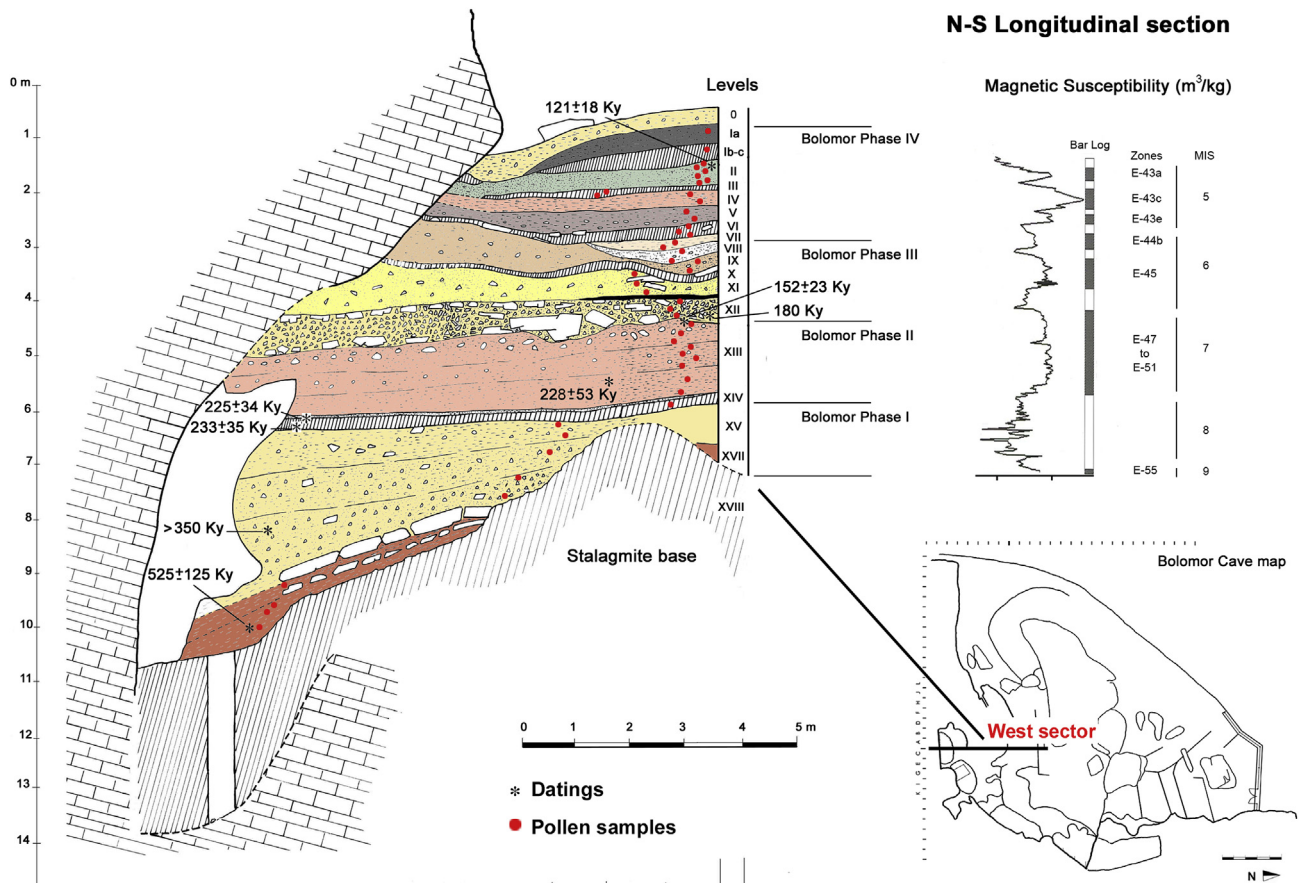 N-S Longitudinal section
0 m
1
2
3
4
5
6
7
8
9
10
11
12
13
14
Levels
0
Ia
Ib-c
II
III
IV
V
VI
VII
VIII
IX
X
XI
XII
XIII
XIV
XV
XVII
XVIII
121±18 Ky
152±23 Ky
180 Ky
228±53 Ky
225±34 Ky
233±35 Ky
>350 Ky
525±125 Ky
Bolomor Phase IV
Bolomor Phase III
Bolomor Phase II
Bolomor Phase I
Stalagmite base
0 1 2 3 4 5 m
* Datings
Pollen samples
Magnetic Susceptibility (m³/kg)
Bar Log Zones MIS
E-43a
E-43c 5
E-43e
E-44b
E-45 6
E-47
to 7
E-51
8
E-55 9
Bolomor Cave map
West sector
N